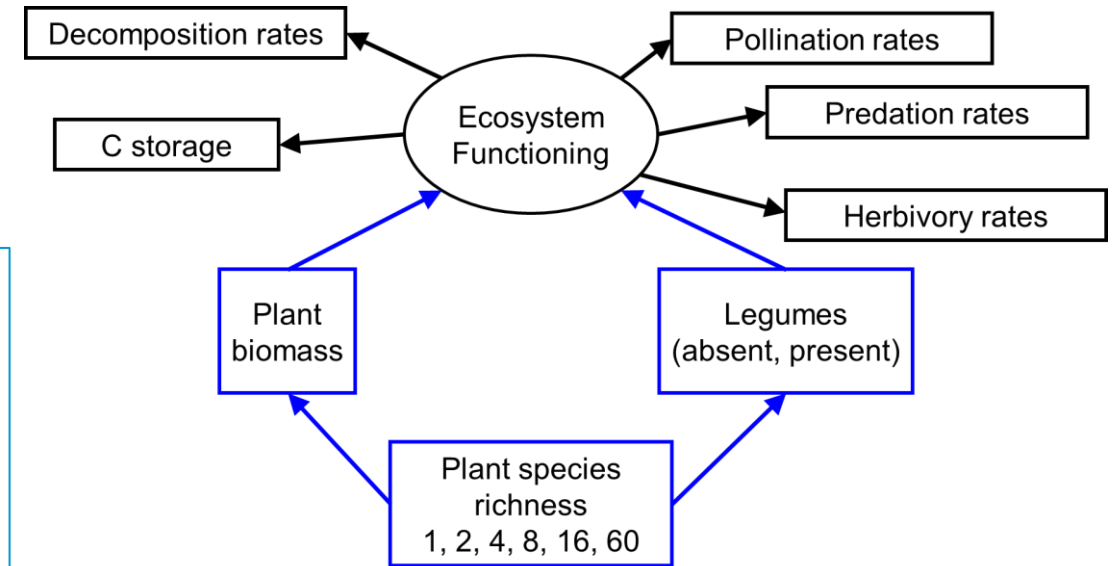 Decomposition rates
Pollination rates
Ecosystem
Functioning
Predation rates
C storage
Herbivory rates
Plant
biomass
Legumes
(absent, present)
Plant species
richness
1, 2, 4, 8, 16, 60